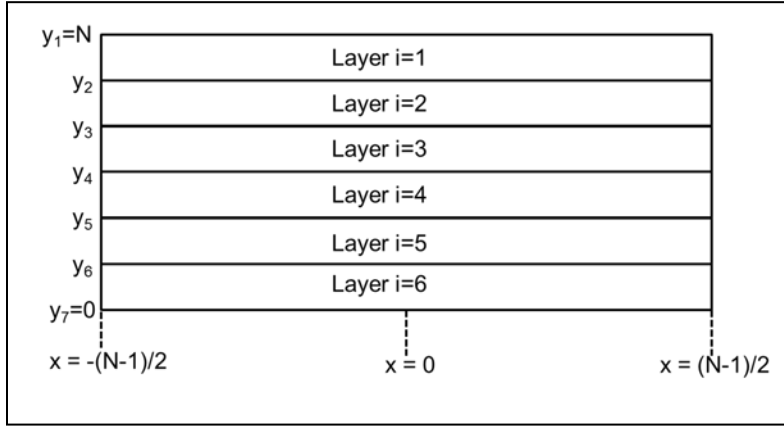 y₁=N
Layer i=1
y₂
Layer i=2
y₃
Layer i=3
y₄
Layer i=4
y₅
Layer i=5
y₆
Layer i=6
y₇=0
x = -(N-1)/2
x = 0
x = (N-1)/2